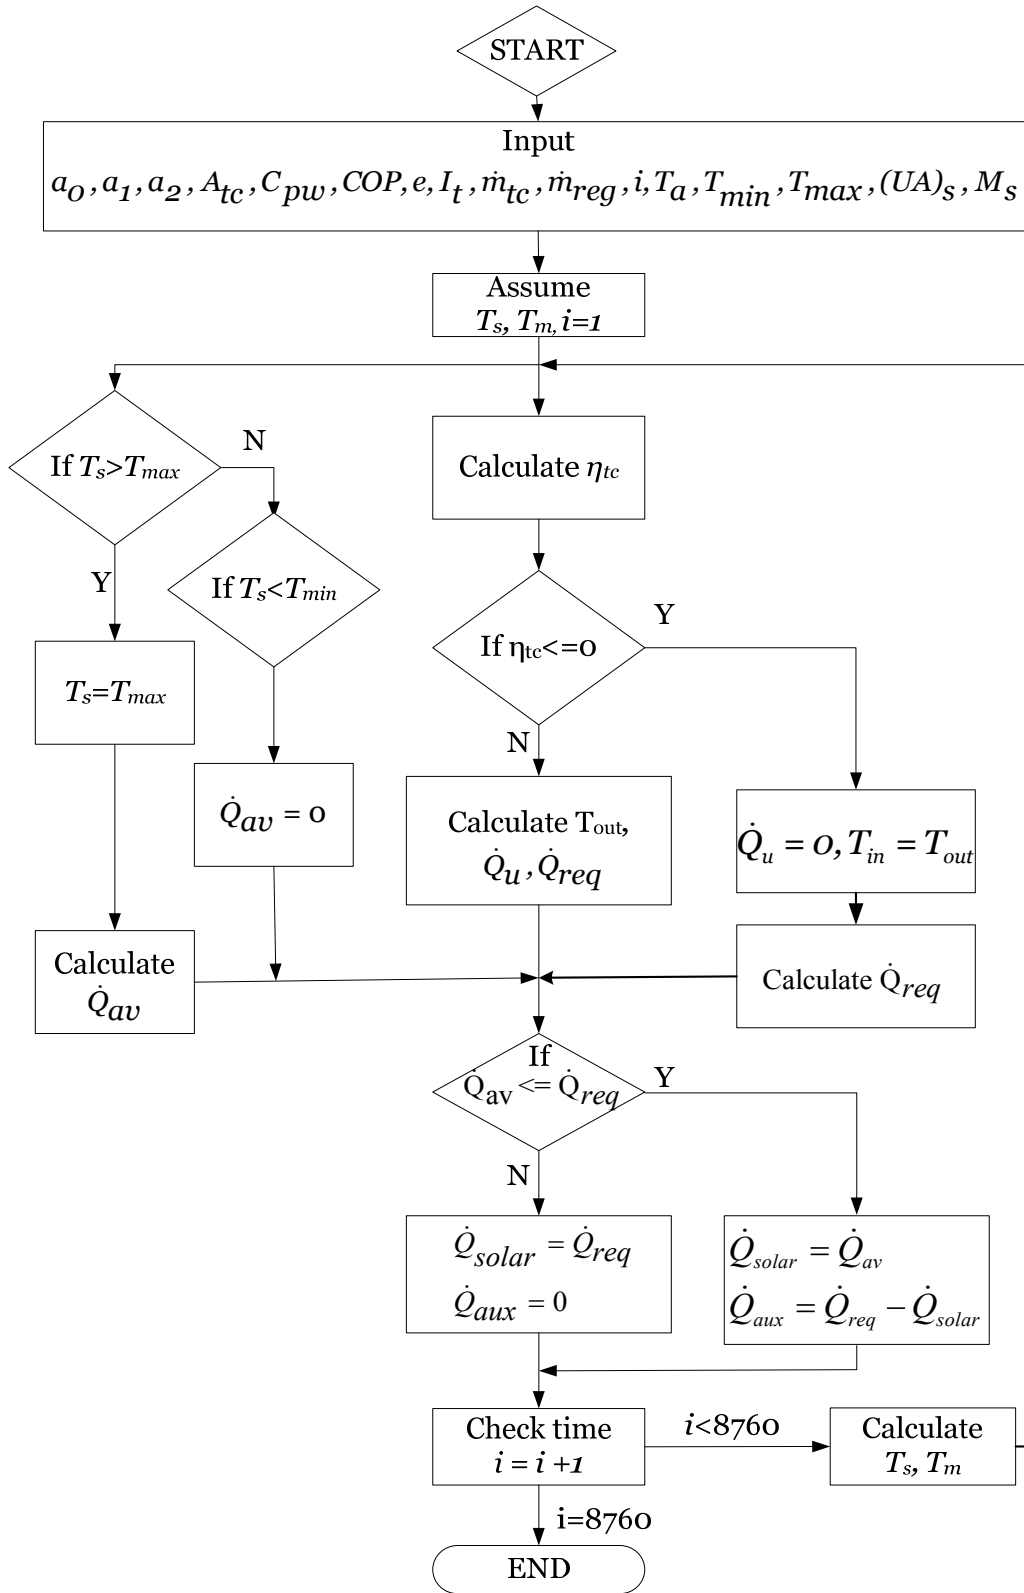 START
Input
a₀, a₁, a₂, A_tc, C_pw, COP, e, I_t, ṁ_tc, ṁ_reg, i, T_a, T_min, T_max, (UA)_s, M_s
Assume
T_s, T_m, i=1
If T_s>T_max
N
Y
If T_s<T_min
T_s=T_max
Q̇_av = 0
Calculate
Q̇_av
Calculate η_tc
If η_tc<=0
Y
N
Calculate T_out,
Q̇_u, Q̇_req
Q̇_u = 0, T_in = T_out
Calculate Q̇_req
If
Q̇_av <= Q̇_req
Y
N
Q̇_solar = Q̇_req
Q̇_aux = 0
Q̇_solar = Q̇_av
Q̇_aux = Q̇_req − Q̇_solar
Check time
i = i +1
i<8760
Calculate
T_s, T_m
i=8760
END